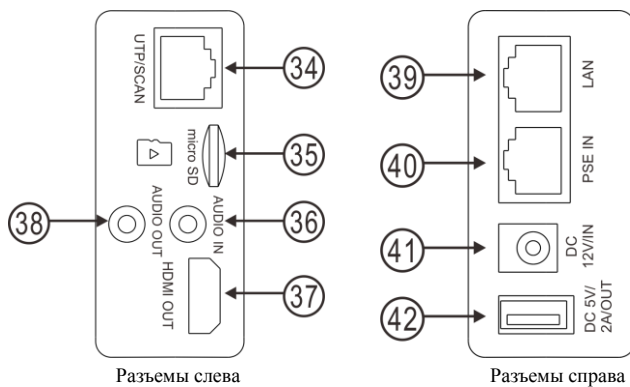 UTP/SCAN
34
micro SD
35
AUDIO IN
36
AUDIO OUT
38
HDMI OUT
37
Разъемы слева
39
LAN
40
PSE IN
41
DC
12V/IN
42
DC 5V/
2A/OUT
Разъемы справа